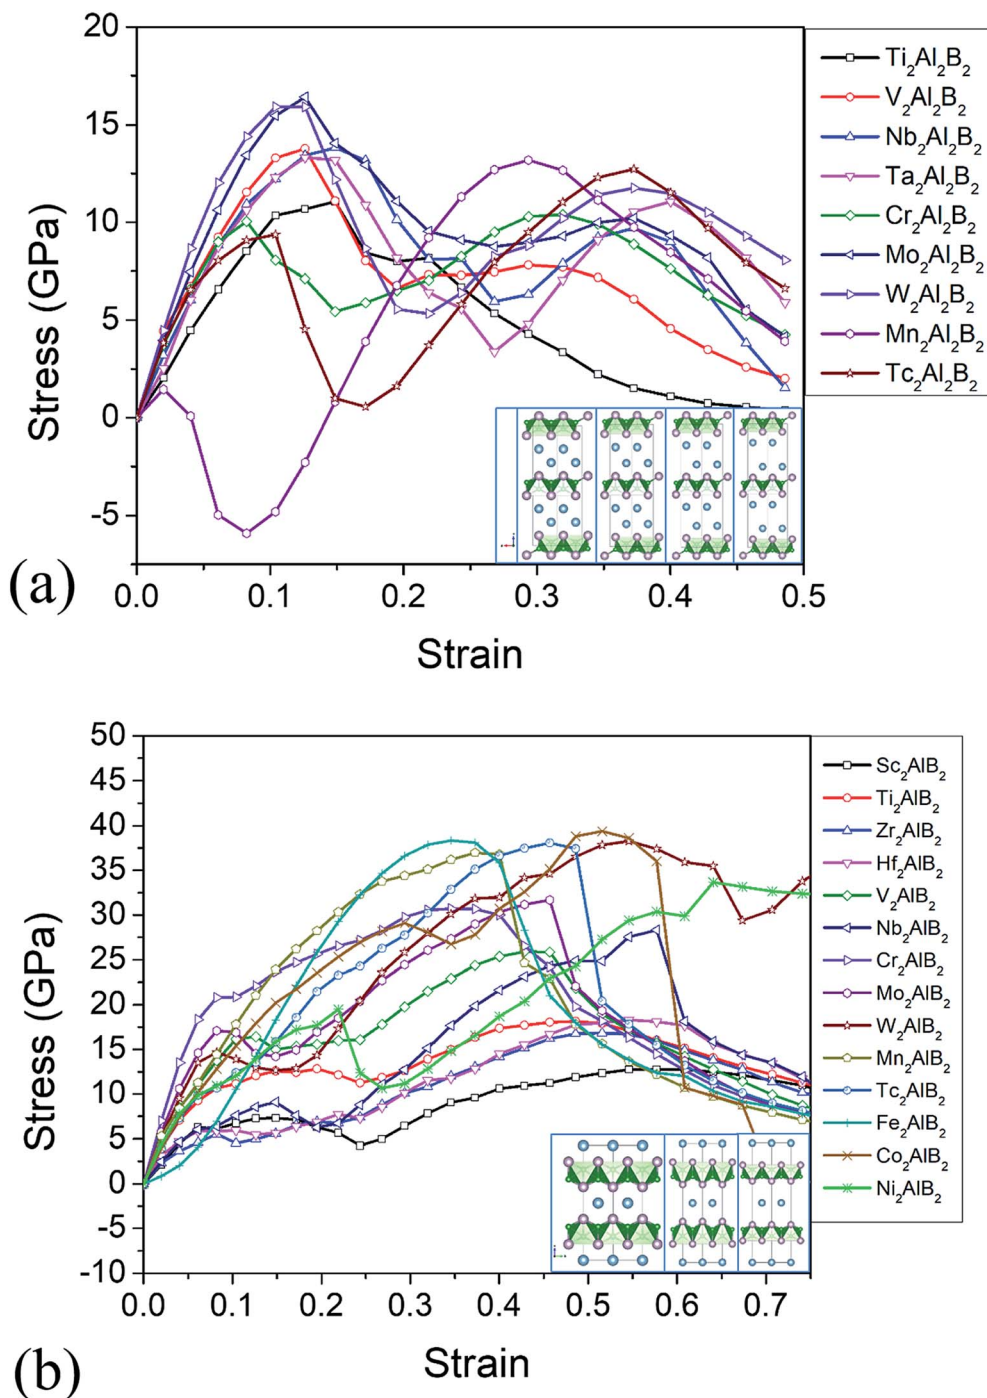 20
15
10
5
0
-5
Stress (GPa)
0.0 0.1 0.2 0.3 0.4 0.5
Strain
Ti₂Al₂B₂
V₂Al₂B₂
Nb₂Al₂B₂
Ta₂Al₂B₂
Cr₂Al₂B₂
Mo₂Al₂B₂
W₂Al₂B₂
Mn₂Al₂B₂
Tc₂Al₂B₂
(a)
50
45
40
35
30
25
20
15
10
5
0
-5
-10
Stress (GPa)
0.0 0.1 0.2 0.3 0.4 0.5 0.6 0.7
Strain
Sc₂AlB₂
Ti₂AlB₂
Zr₂AlB₂
Hf₂AlB₂
V₂AlB₂
Nb₂AlB₂
Cr₂AlB₂
Mo₂AlB₂
W₂AlB₂
Mn₂AlB₂
Tc₂AlB₂
Fe₂AlB₂
Co₂AlB₂
Ni₂AlB₂
(b)